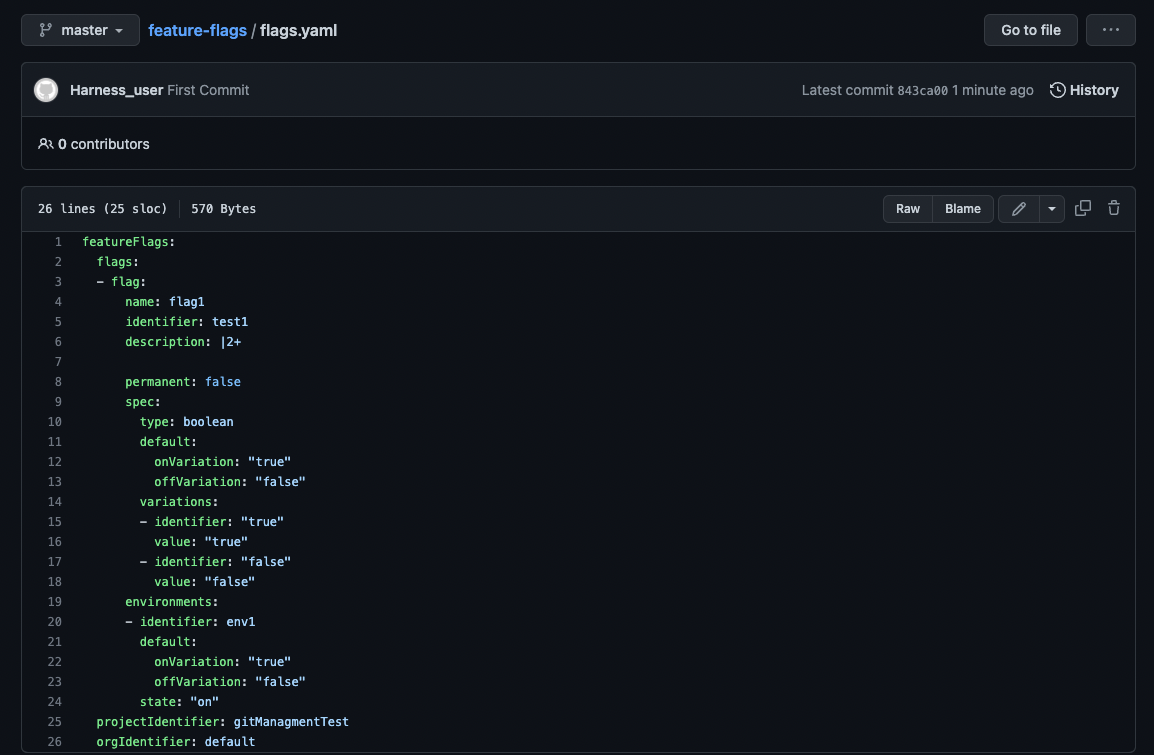 master feature-flags / flags.yaml Go to file ...
Harness_user First Commit Latest commit 843ca00 1 minute ago History
0 contributors
26 lines (25 sloc) 570 Bytes Raw Blame
1 featureFlags:
2   flags:
3   - flag:
4       name: flag1
5       identifier: test1
6       description: |2+
7
8       permanent: false
9       spec:
10         type: boolean
11         default:
12           onVariation: "true"
13           offVariation: "false"
14         variations:
15         - identifier: "true"
16           value: "true"
17         - identifier: "false"
18           value: "false"
19       environments:
20       - identifier: env1
21         default:
22           onVariation: "true"
23           offVariation: "false"
24         state: "on"
25   projectIdentifier: gitManagmentTest
26   orgIdentifier: default